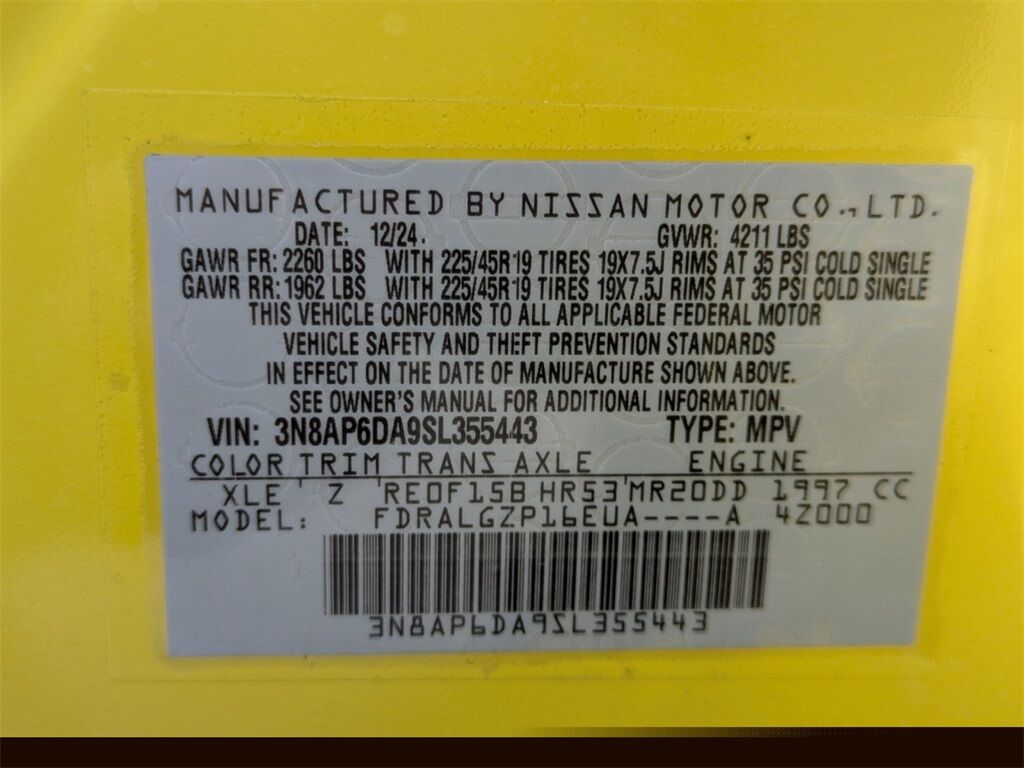 MANUFACTURED BY NISSAN MOTOR CO., LTD.
DATE: 12/24. GVWR: 4211 LBS
GAWR FR: 2260 LBS WITH 225/45R19 TIRES 19X7.5J RIMS AT 35 PSI COLD SINGLE
GAWR RR: 1962 LBS WITH 225/45R19 TIRES 19X7.5J RIMS AT 35 PSI COLD SINGLE
THIS VEHICLE CONFORMS TO ALL APPLICABLE FEDERAL MOTOR
VEHICLE SAFETY AND THEFT PREVENTION STANDARDS
IN EFFECT ON THE DATE OF MANUFACTURE SHOWN ABOVE.
SEE OWNER'S MANUAL FOR ADDITIONAL INFORMATION.
VIN: 3N8AP6DA9SL355443 TYPE: MPV
COLOR TRIM TRANS AXLE ENGINE
XLE Z RE0F15B HR53 MR20DD 1997 CC
MODEL: FDRALGZP16EUA----A 4Z000
3N8AP6DA9SL355443